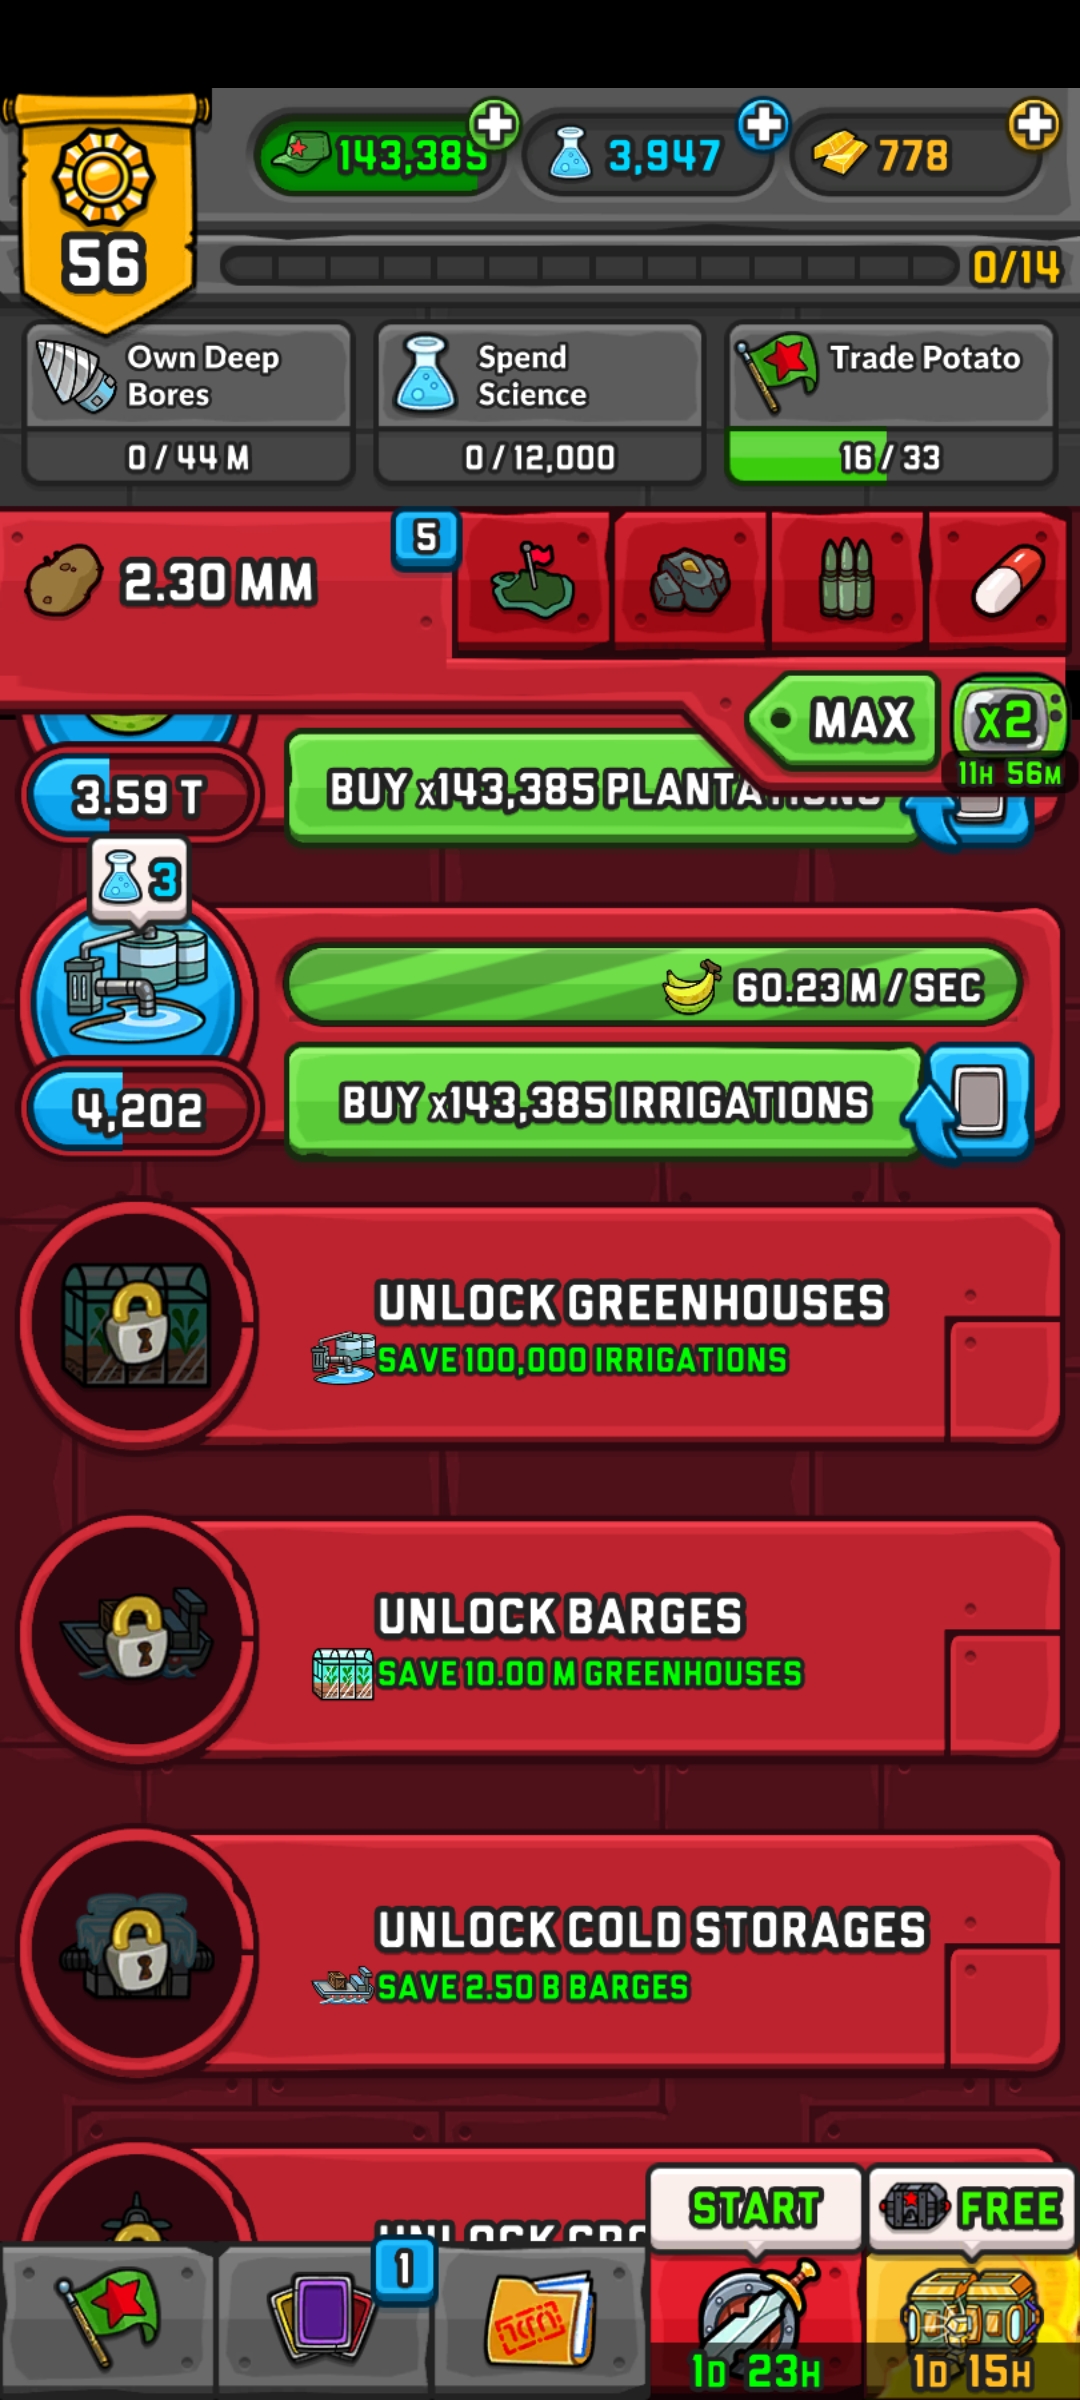 143,385
3,947
778
56
0/14
Own Deep Bores
0 / 44 M
Spend Science
0 / 12,000
Trade Potato
16 / 33
2.30 MM
5
MAX
x2
11H 56M
3.59 T
BUY x143,385 PLANTATIONS
3
60.23 M / SEC
4,202
BUY x143,385 IRRIGATIONS
UNLOCK GREENHOUSES
SAVE 100,000 IRRIGATIONS
UNLOCK BARGES
SAVE 10.00 M GREENHOUSES
UNLOCK COLD STORAGES
SAVE 2.50 B BARGES
UNLOCK
START
FREE
1
1D 23H
1D 15H